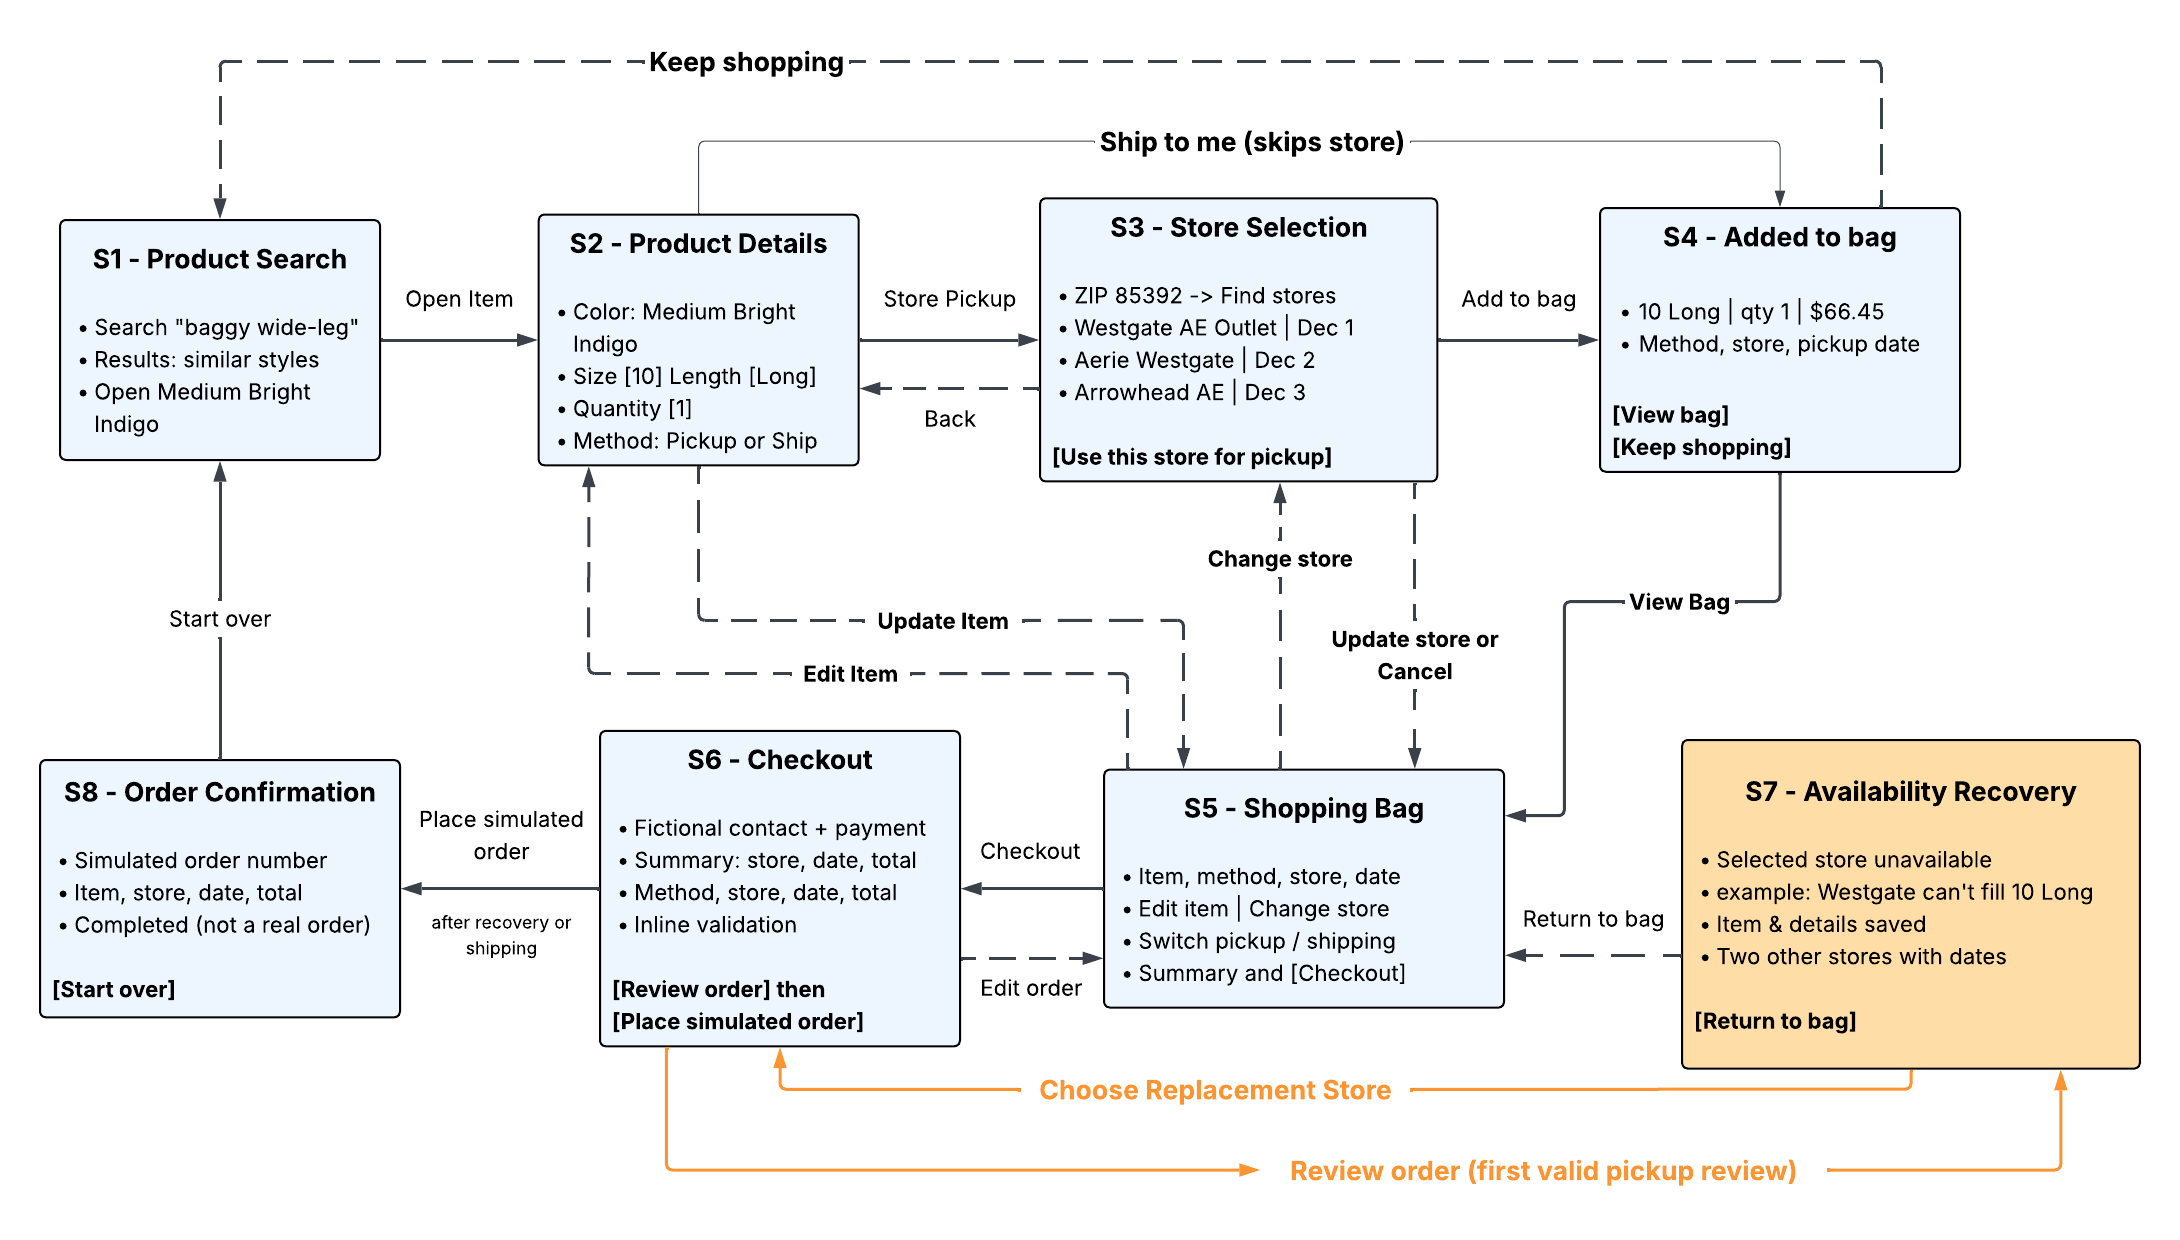 Keep shopping
Ship to me (skips store)
S1 - Product Search
• Search "baggy wide-leg"
• Results: similar styles
• Open Medium Bright
Indigo
Open Item
S2 - Product Details
• Color: Medium Bright
Indigo
• Size [10] Length [Long]
• Quantity [1]
• Method: Pickup or Ship
Store Pickup
Back
S3 - Store Selection
• ZIP 85392 -> Find stores
• Westgate AE Outlet | Dec 1
• Aerie Westgate | Dec 2
• Arrowhead AE | Dec 3
[Use this store for pickup]
Add to bag
S4 - Added to bag
• 10 Long | qty 1 | $66.45
• Method, store, pickup date
[View bag]
[Keep shopping]
Start over
Update Item
Edit Item
Change store
Update store or
Cancel
View Bag
S8 - Order Confirmation
• Simulated order number
• Item, store, date, total
• Completed (not a real order)
[Start over]
Place simulated
order
after recovery or
shipping
S6 - Checkout
• Fictional contact + payment
• Summary: store, date, total
• Method, store, date, total
• Inline validation
[Review order] then
[Place simulated order]
Checkout
Edit order
S5 - Shopping Bag
• Item, method, store, date
• Edit item | Change store
• Switch pickup / shipping
• Summary and [Checkout]
Return to bag
S7 - Availability Recovery
• Selected store unavailable
• example: Westgate can't fill 10 Long
• Item & details saved
• Two other stores with dates
[Return to bag]
Choose Replacement Store
Review order (first valid pickup review)